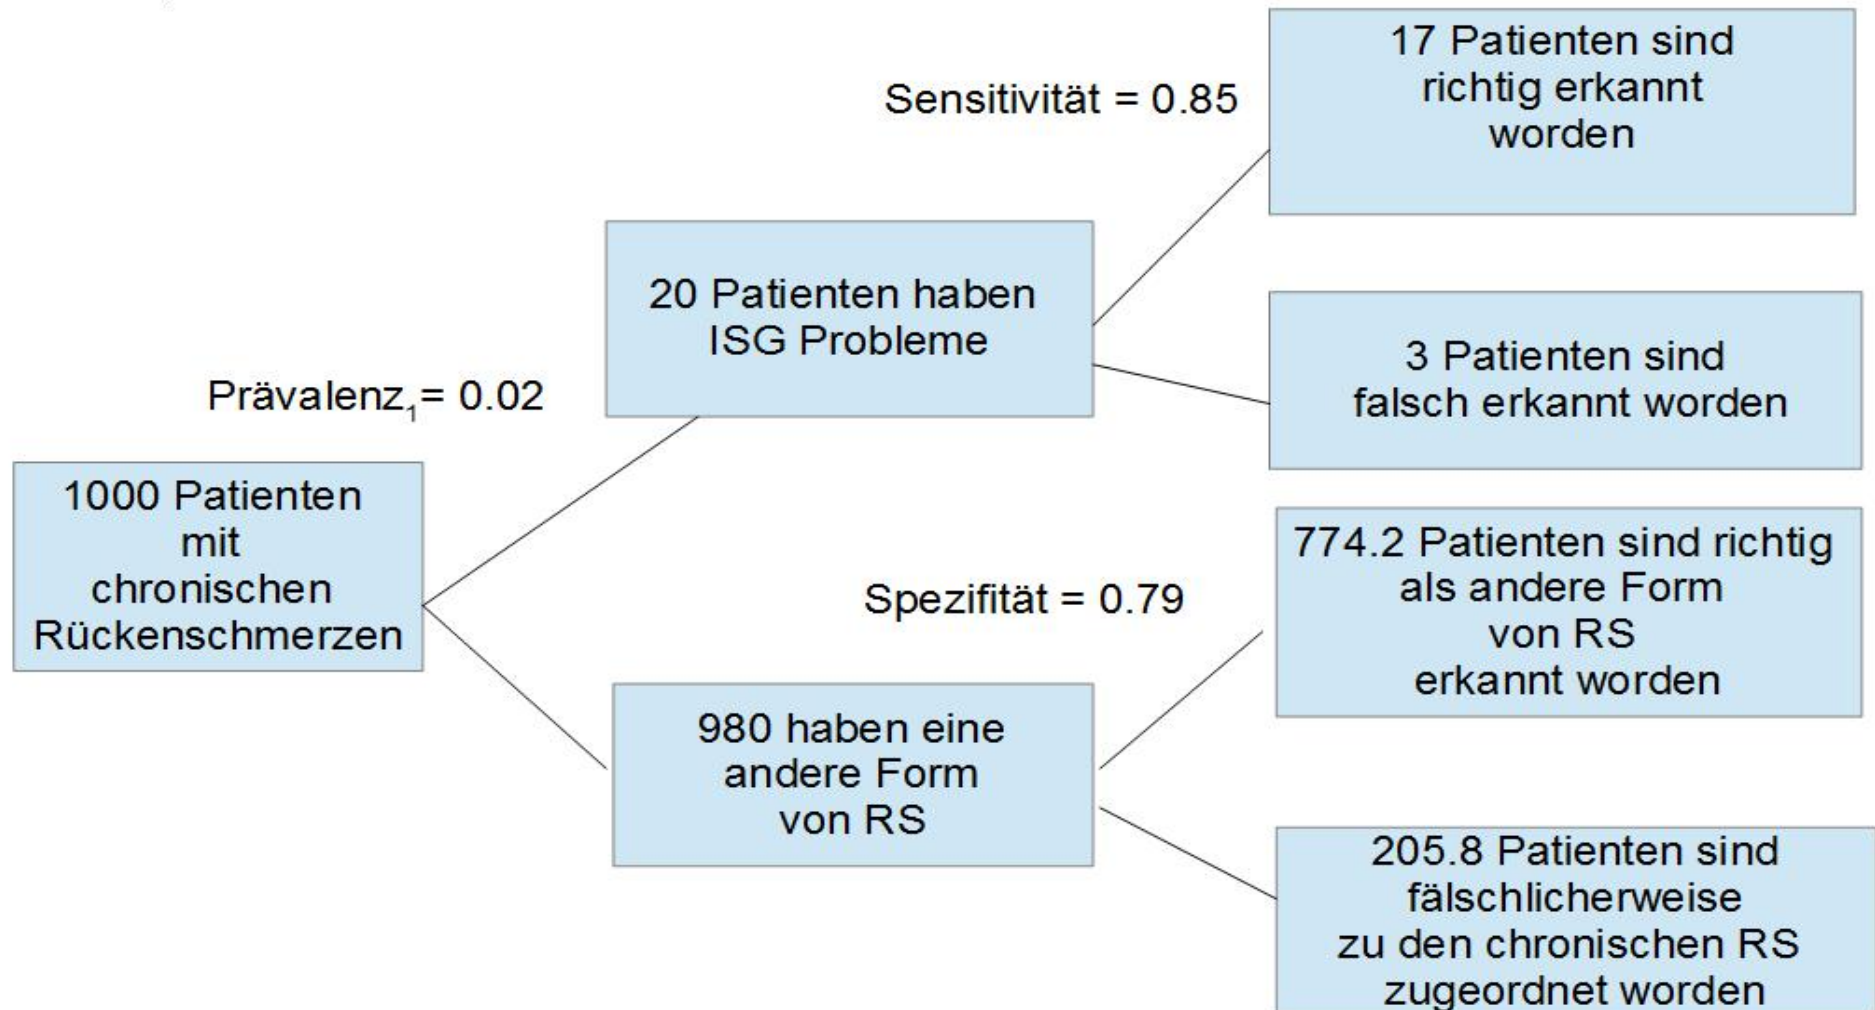 1000 Patienten
mit
chronischen
Rückenschmerzen
Prävalenz₁= 0.02
20 Patienten haben
ISG Probleme
Sensitivität = 0.85
17 Patienten sind
richtig erkannt
worden
3 Patienten sind
falsch erkannt worden
980 haben eine
andere Form
von RS
Spezifität = 0.79
774.2 Patienten sind richtig
als andere Form
von RS
erkannt worden
205.8 Patienten sind
fälschlicherweise
zu den chronischen RS
zugeordnet worden